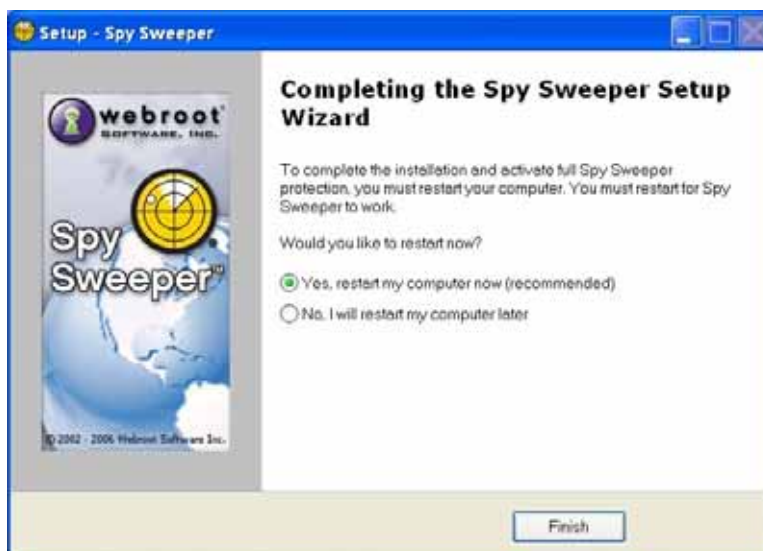 Setup - Spy Sweeper
webroot
SOFTWARE, INC.
Spy
Sweeper™
© 2002 - 2006 Webroot Software Inc.
Completing the Spy Sweeper Setup
Wizard
To complete the installation and activate full Spy Sweeper
protection, you must restart your computer. You must restart for Spy
Sweeper to work.
Would you like to restart now?
Yes, restart my computer now (recommended)
No, I will restart my computer later
Finish